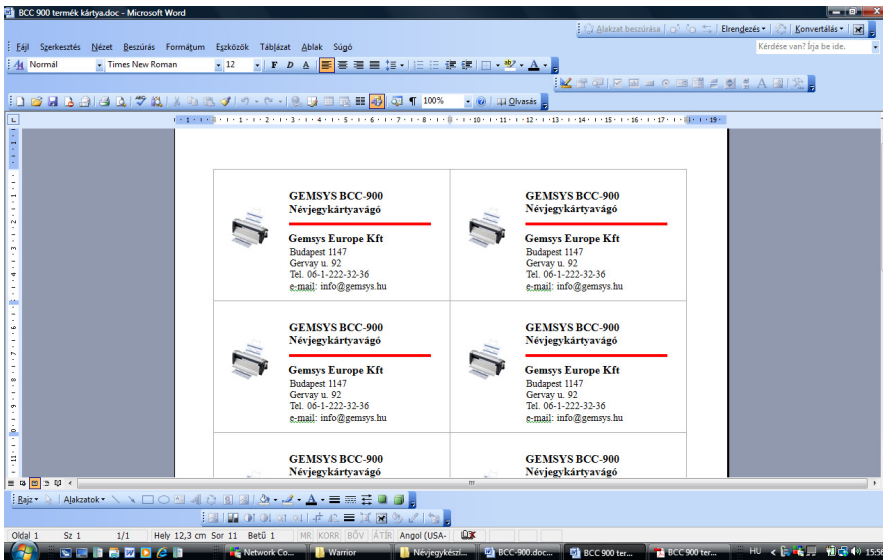 BCC 900 termék kártya.doc - Microsoft Word
Alakzat beszúrása Elrendezés Konvertálás
Fájl Szerkesztés Nézet Beszúrás Formátum Eszközök Táblázat Ablak Súgó Kérdése van? Írja be ide.
Normál Times New Roman 12 F D A
100% Olvasás
GEMSYS BCC-900
Névjegykártyavágó
Gemsys Europe Kft
Budapest 1147
Gervay u. 92
Tel. 06-1-222-32-36
e-mail: info@gemsys.hu
GEMSYS BCC-900
Névjegykártyavágó
Gemsys Europe Kft
Budapest 1147
Gervay u. 92
Tel. 06-1-222-32-36
e-mail: info@gemsys.hu
GEMSYS BCC-900
Névjegykártyavágó
Gemsys Europe Kft
Budapest 1147
Gervay u. 92
Tel. 06-1-222-32-36
e-mail: info@gemsys.hu
GEMSYS BCC-900
Névjegykártyavágó
Gemsys Europe Kft
Budapest 1147
Gervay u. 92
Tel. 06-1-222-32-36
e-mail: info@gemsys.hu
GEMSYS BCC-900
Névjegykártyavágó
GEMSYS BCC-900
Névjegykártyavágó
Rajz Alakzatok
Oldal 1 Sz 1 1/1 Hely 12,3 cm Sor 11 Betű 1 MR KORR BŐV ÁTÍR Angol (USA-
Network Co... Warrior Névjegykészí... BCC-900.doc... BCC 900 ter... BCC 900 ter... HU 15:56